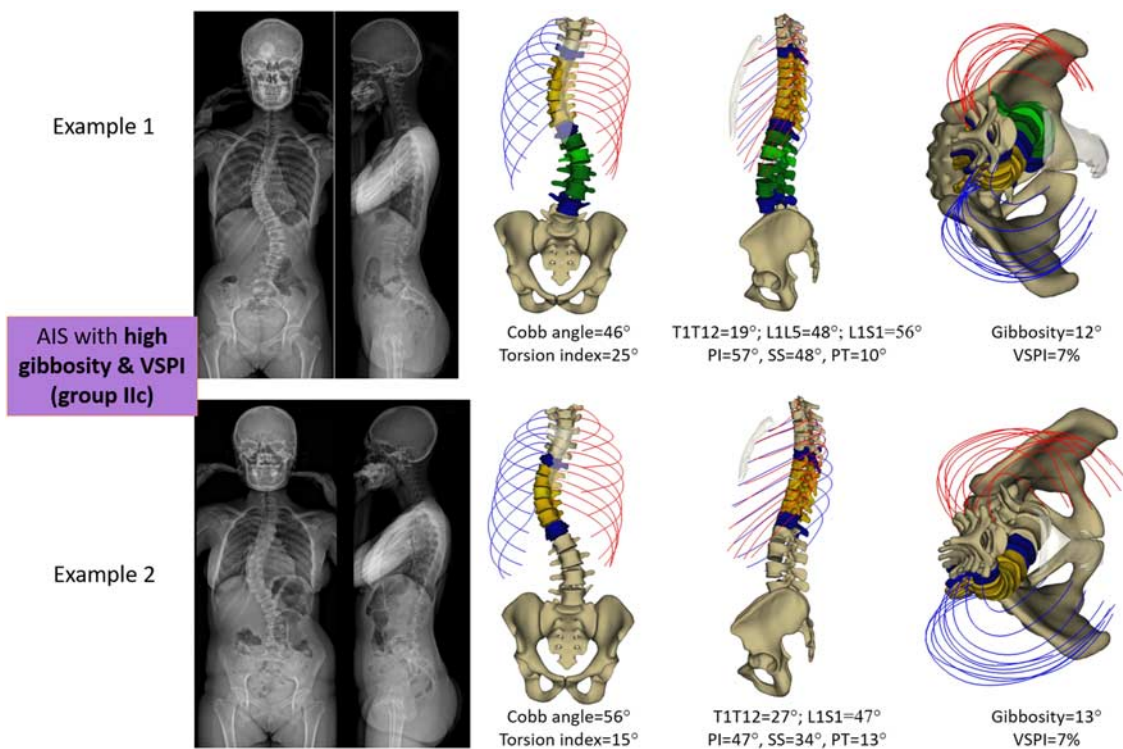 Example 1
Cobb angle=46°
Torsion index=25°
T1T12=19°; L1L5=48°; L1S1=56°
PI=57°, SS=48°, PT=10°
Gibbosity=12°
VSPI=7%
AIS with high
gibbosity & VSPI
(group IIc)
Example 2
Cobb angle=56°
Torsion index=15°
T1T12=27°; L1S1=47°
PI=47°, SS=34°, PT=13°
Gibbosity=13°
VSPI=7%